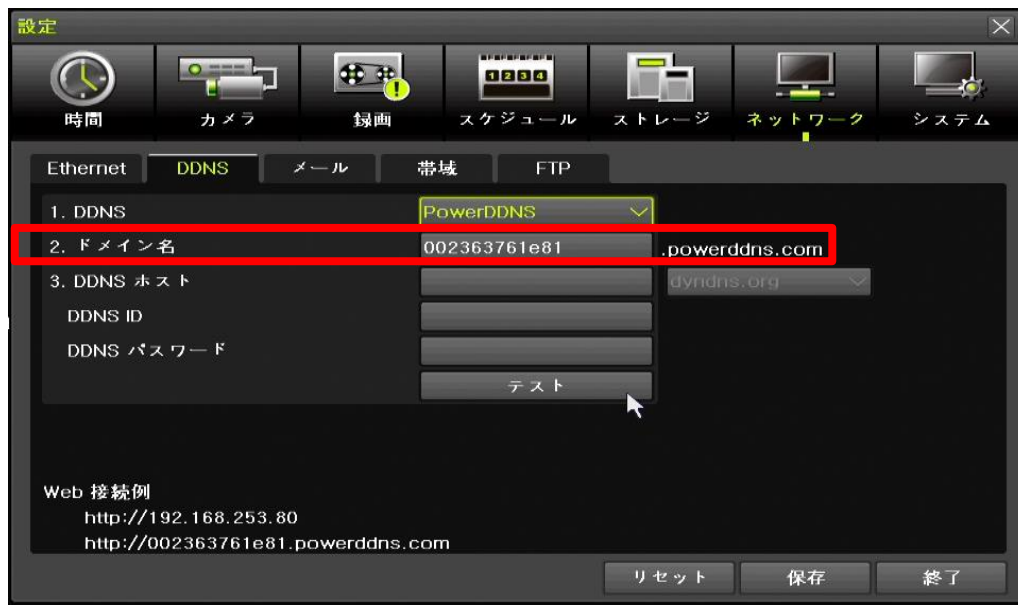 設定
時間 カメラ 録画 スケジュール ストレージ ネットワーク システム
1 2 3 4
Ethernet DDNS メール 帯域 FTP
1. DDNS PowerDDNS
2. ドメイン名 002363761e81 .powerddns.com
3. DDNS ホスト dyndns.org
DDNS ID
DDNS パスワード
テスト
Web 接続例
http://192.168.253.80
http://002363761e81.powerddns.com
リセット 保存 終了